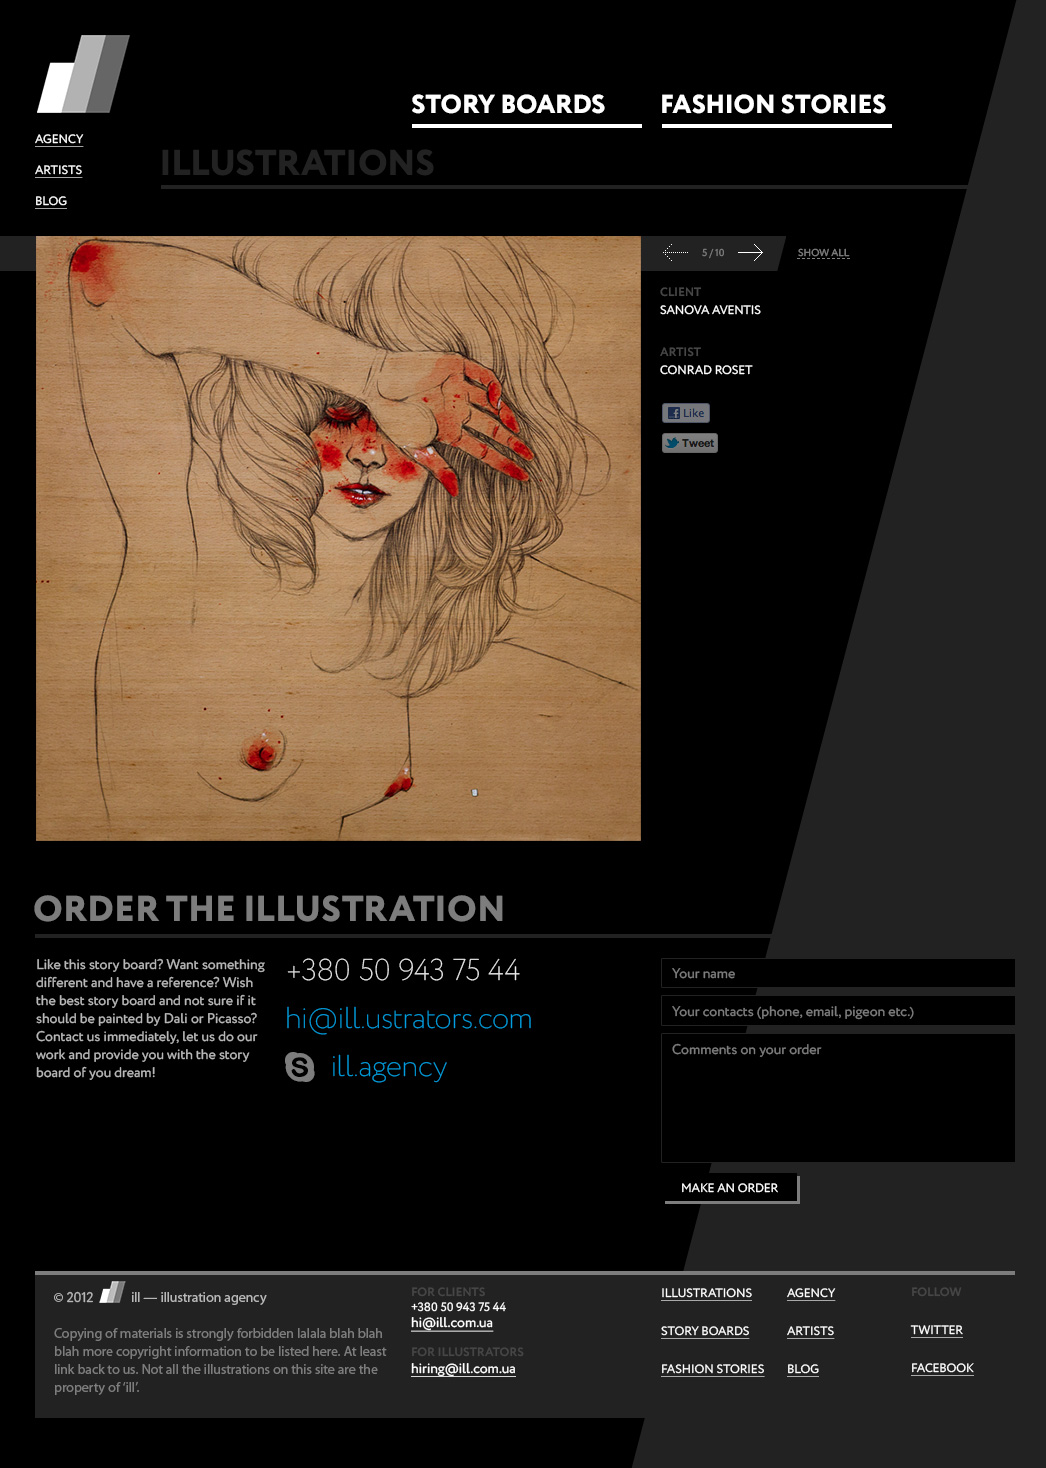 STORY BOARDS
FASHION STORIES
AGENCY
ARTISTS
BLOG
ILLUSTRATIONS
5 / 10
SHOW ALL
CLIENT
SANOVA AVENTIS
ARTIST
CONRAD ROSET
Like
Tweet
ORDER THE ILLUSTRATION
Like this story board? Want something
different and have a reference? Wish
the best story board and not sure if it
should be painted by Dali or Picasso?
Contact us immediately, let us do our
work and provide you with the story
board of you dream!
+380 50 943 75 44
hi@ill.ustrators.com
ill.agency
Your name
Your contacts (phone, email, pigeon etc.)
Comments on your order
MAKE AN ORDER
© 2012 ill — illustration agency
Copying of materials is strongly forbidden lalala blah blah
blah more copyright information to be listed here. At least
link back to us. Not all the illustrations on this site are the
property of ‘ill’.
FOR CLIENTS
+380 50 943 75 44
hi@ill.com.ua
FOR ILLUSTRATORS
hiring@ill.com.ua
ILLUSTRATIONS
STORY BOARDS
FASHION STORIES
AGENCY
ARTISTS
BLOG
FOLLOW
TWITTER
FACEBOOK